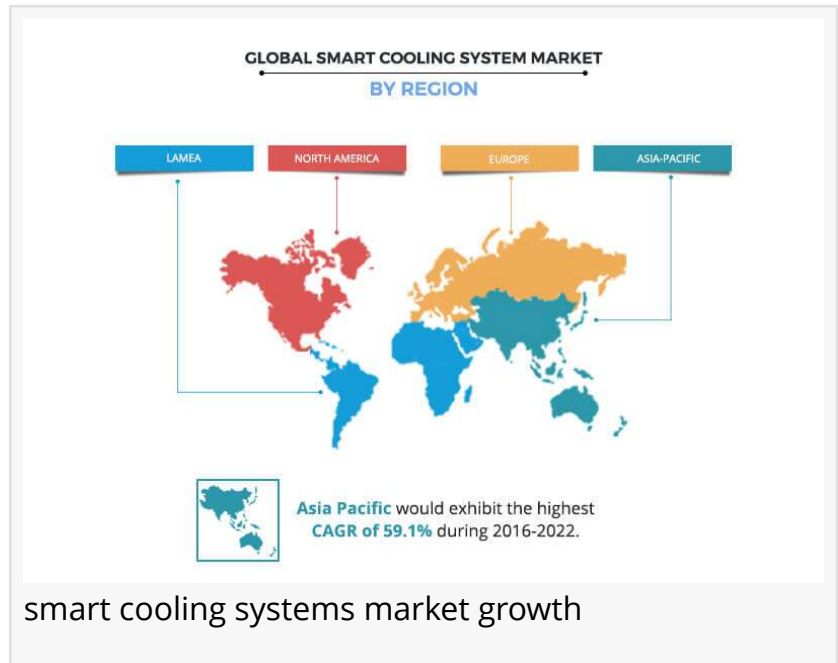 GLOBAL SMART COOLING SYSTEM MARKET
BY REGION
LAMEA
NORTH AMERICA
EUROPE
ASIA-PACIFIC
Asia Pacific would exhibit the highest
CAGR of 59.1% during 2016-2022.
smart cooling systems market growth